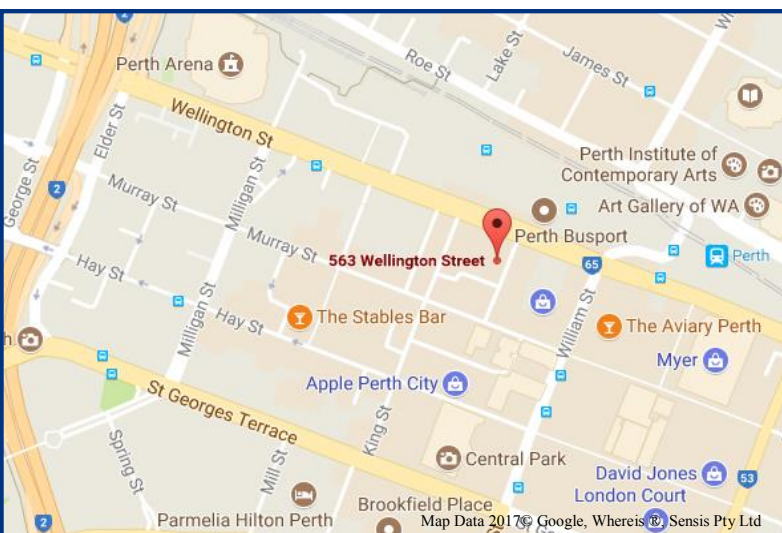 2
Perth Arena
Roe St
Lake St
James St
Elder St
Wellington St
George St
2
Milligan St
Murray St
Perth Institute of
Contemporary Arts
Art Gallery of WA
Murray St
Perth Busport
563 Wellington Street
65
Perth
Hay St
The Stables Bar
Hay St
William St
The Aviary Perth
Milligan St
Myer
Apple Perth City
St Georges Terrace
King St
Spring St
Mill St
Central Park
David Jones
53
London Court
Parmelia Hilton Perth
Brookfield Place
2
Map Data 2017© Google, Whereis ®, Sensis Pty Ltd